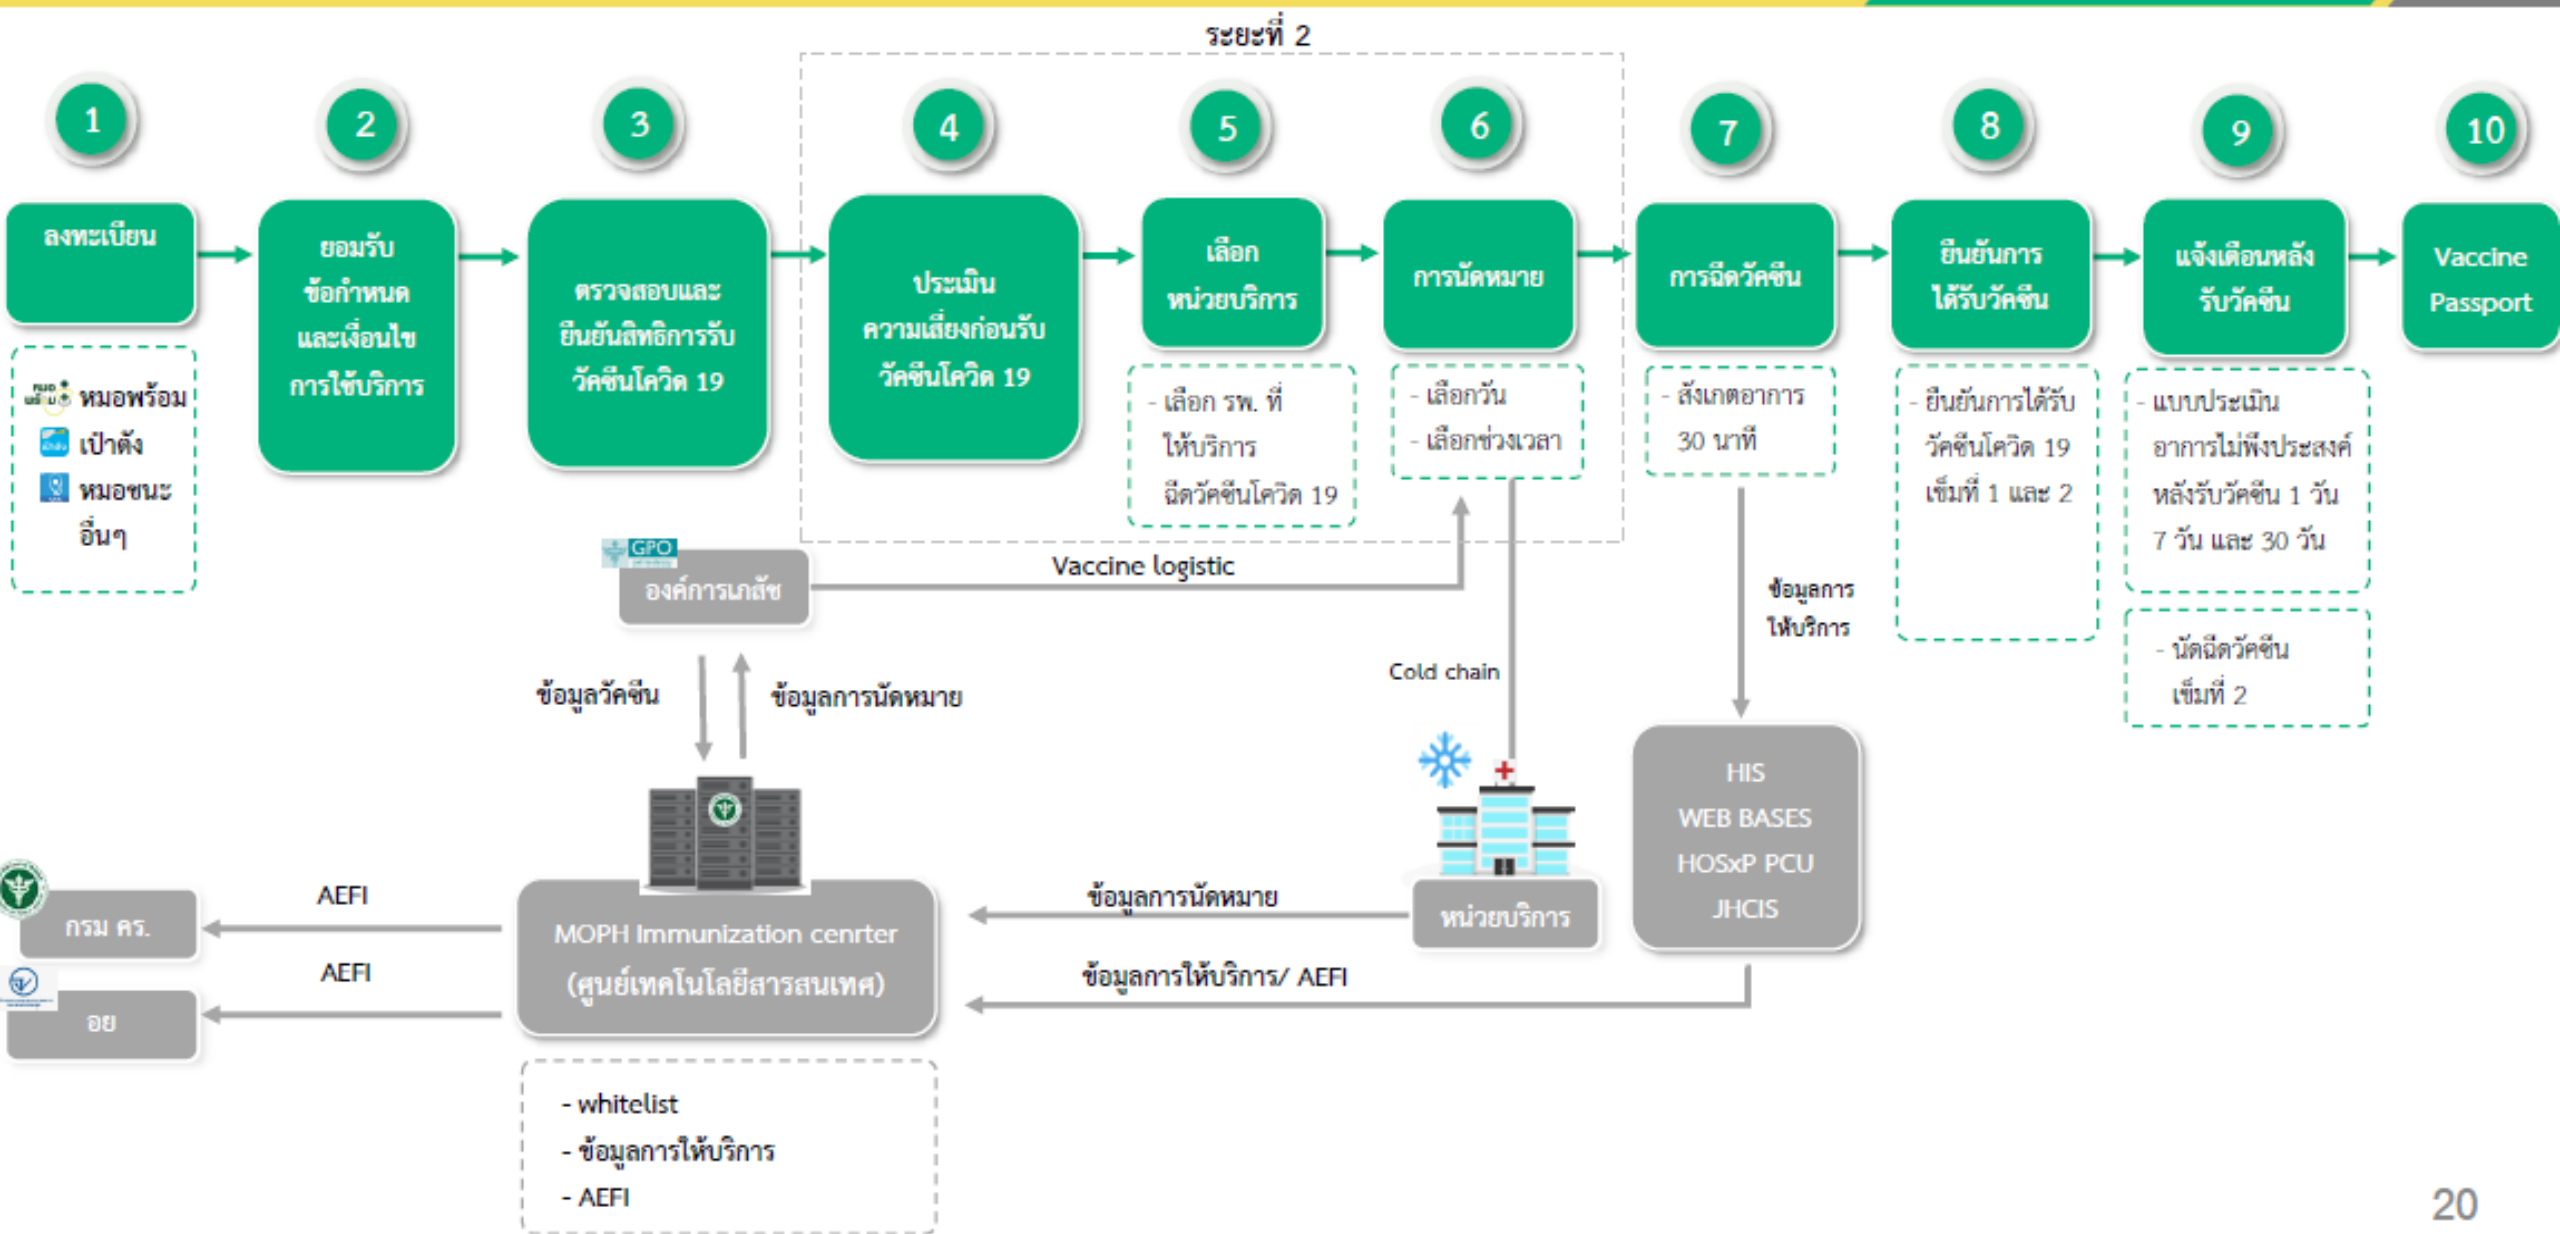 ระยะที่ 2
1
2
3
4
5
6
7
8
9
10
ลงทะเบียน
หมอพร้อม
เป๋าตัง
หมอชนะ
อื่นๆ
ยอมรับ
ข้อกำหนด
และเงื่อนไข
การใช้บริการ
ตรวจสอบและ
ยืนยันสิทธิการรับ
วัคซีนโควิด 19
ประเมิน
ความเสี่ยงก่อนรับ
วัคซีนโควิด 19
เลือก
หน่วยบริการ
- เลือก รพ. ที่
ให้บริการ
ฉีดวัคซีนโควิด 19
การนัดหมาย
- เลือกวัน
- เลือกช่วงเวลา
การฉีดวัคซีน
- สังเกตอาการ
30 นาที
ยืนยันการ
ได้รับวัคซีน
- ยืนยันการได้รับ
วัคซีนโควิด 19
เข็มที่ 1 และ 2
แจ้งเตือนหลัง
รับวัคซีน
- แบบประเมิน
อาการไม่พึงประสงค์
หลังรับวัคซีน 1 วัน
7 วัน และ 30 วัน
- นัดฉีดวัคซีน
เข็มที่ 2
Vaccine
Passport
GPO
องค์การเภสัช
Vaccine logistic
ข้อมูลการ
ให้บริการ
Cold chain
ข้อมูลวัคซีน
ข้อมูลการนัดหมาย
HIS
WEB BASES
HOSxP PCU
JHCIS
หน่วยบริการ
ข้อมูลการนัดหมาย
ข้อมูลการให้บริการ/ AEFI
MOPH Immunization cenrter
(ศูนย์เทคโนโลยีสารสนเทศ)
AEFI
กรม คร.
AEFI
อย
- whitelist
- ข้อมูลการให้บริการ
- AEFI
20